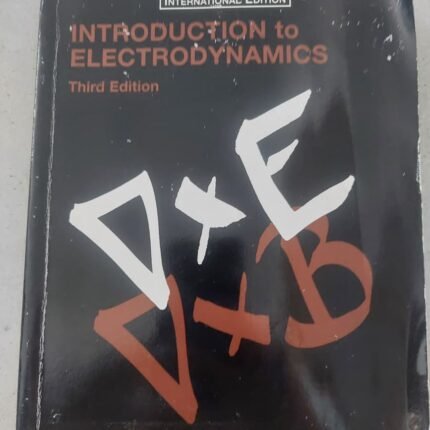 INTERNATIONAL EDITION
INTRODUCTION to
ELECTRODYNAMICS
Third Edition
∇×E
∇×B